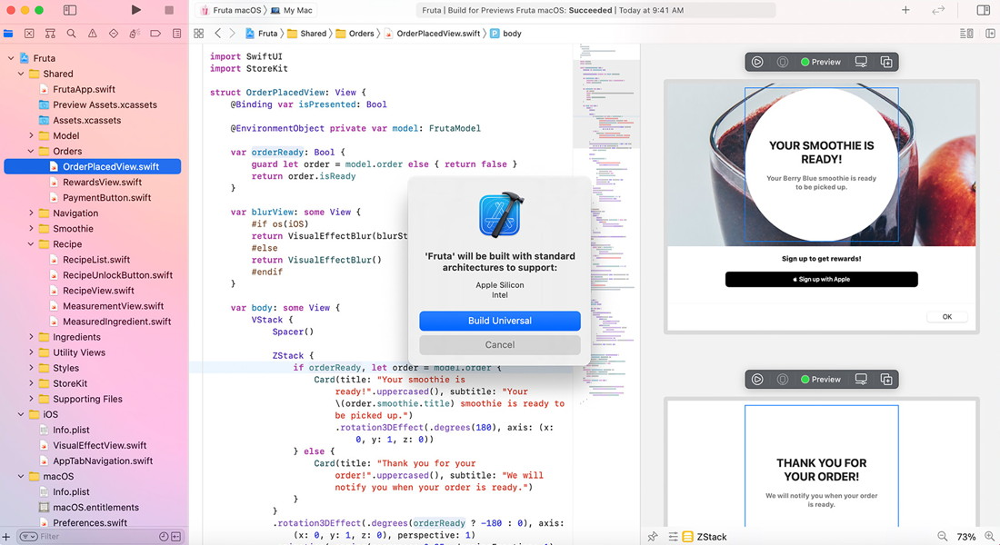 Fruta macOS
My Mac
Fruta | Build for Previews Fruta macOS: Succeeded | Today at 9:41 AM
Fruta
Shared
Orders
OrderPlacedView.swift
P
body
Fruta
Shared
FrutaApp.swift
Preview Assets.xcassets
Assets.xcassets
Model
Orders
OrderPlacedView.swift
RewardsView.swift
PaymentButton.swift
Navigation
Smoothie
Recipe
RecipeList.swift
RecipeUnlockButton.swift
RecipeView.swift
MeasurementView.swift
MeasuredIngredient.swift
Ingredients
Utility Views
Styles
StoreKit
Supporting Files
iOS
Info.plist
VisualEffectView.swift
AppTabNavigation.swift
macOS
Info.plist
macOS.entitlements
Preferences.swift
Filter
import SwiftUI
import StoreKit
struct OrderPlacedView: View {
@Binding var isPresented: Bool
@EnvironmentObject private var model: FrutaModel
var orderReady: Bool {
guard let order = model.order else { return false }
return order.isReady
}
var blurView: some View {
#if os(iOS)
return VisualEffectBlur(blurSt
#else
return VisualEffectBlur()
#endif
}
var body: some View {
VStack {
Spacer()
ZStack {
if orderReady, let order = model.order {
Card(title: "Your smoothie is
ready!".uppercased(), subtitle: "Your
\(order.smoothie.title) smoothie is ready to
be picked up.")
.rotation3DEffect(.degrees(180), axis: (x:
0, y: 1, z: 0))
} else {
Card(title: "Thank you for your
order!".uppercased(), subtitle: "We will
notify you when your order is ready.")
}
}
.rotation3DEffect(.degrees(orderReady ? -180 : 0), axis:
(x: 0, y: 1, z: 0), perspective: 1)
'Fruta' will be built with standard
architectures to support:
Apple Silicon
Intel
Build Universal
Cancel
Preview
YOUR SMOOTHIE IS
READY!
Your Berry Blue smoothie is ready
to be picked up.
Sign up to get rewards!
Sign up with Apple
OK
Preview
THANK YOU FOR
YOUR ORDER!
We will notify you when your order
is ready.
ZStack
73%